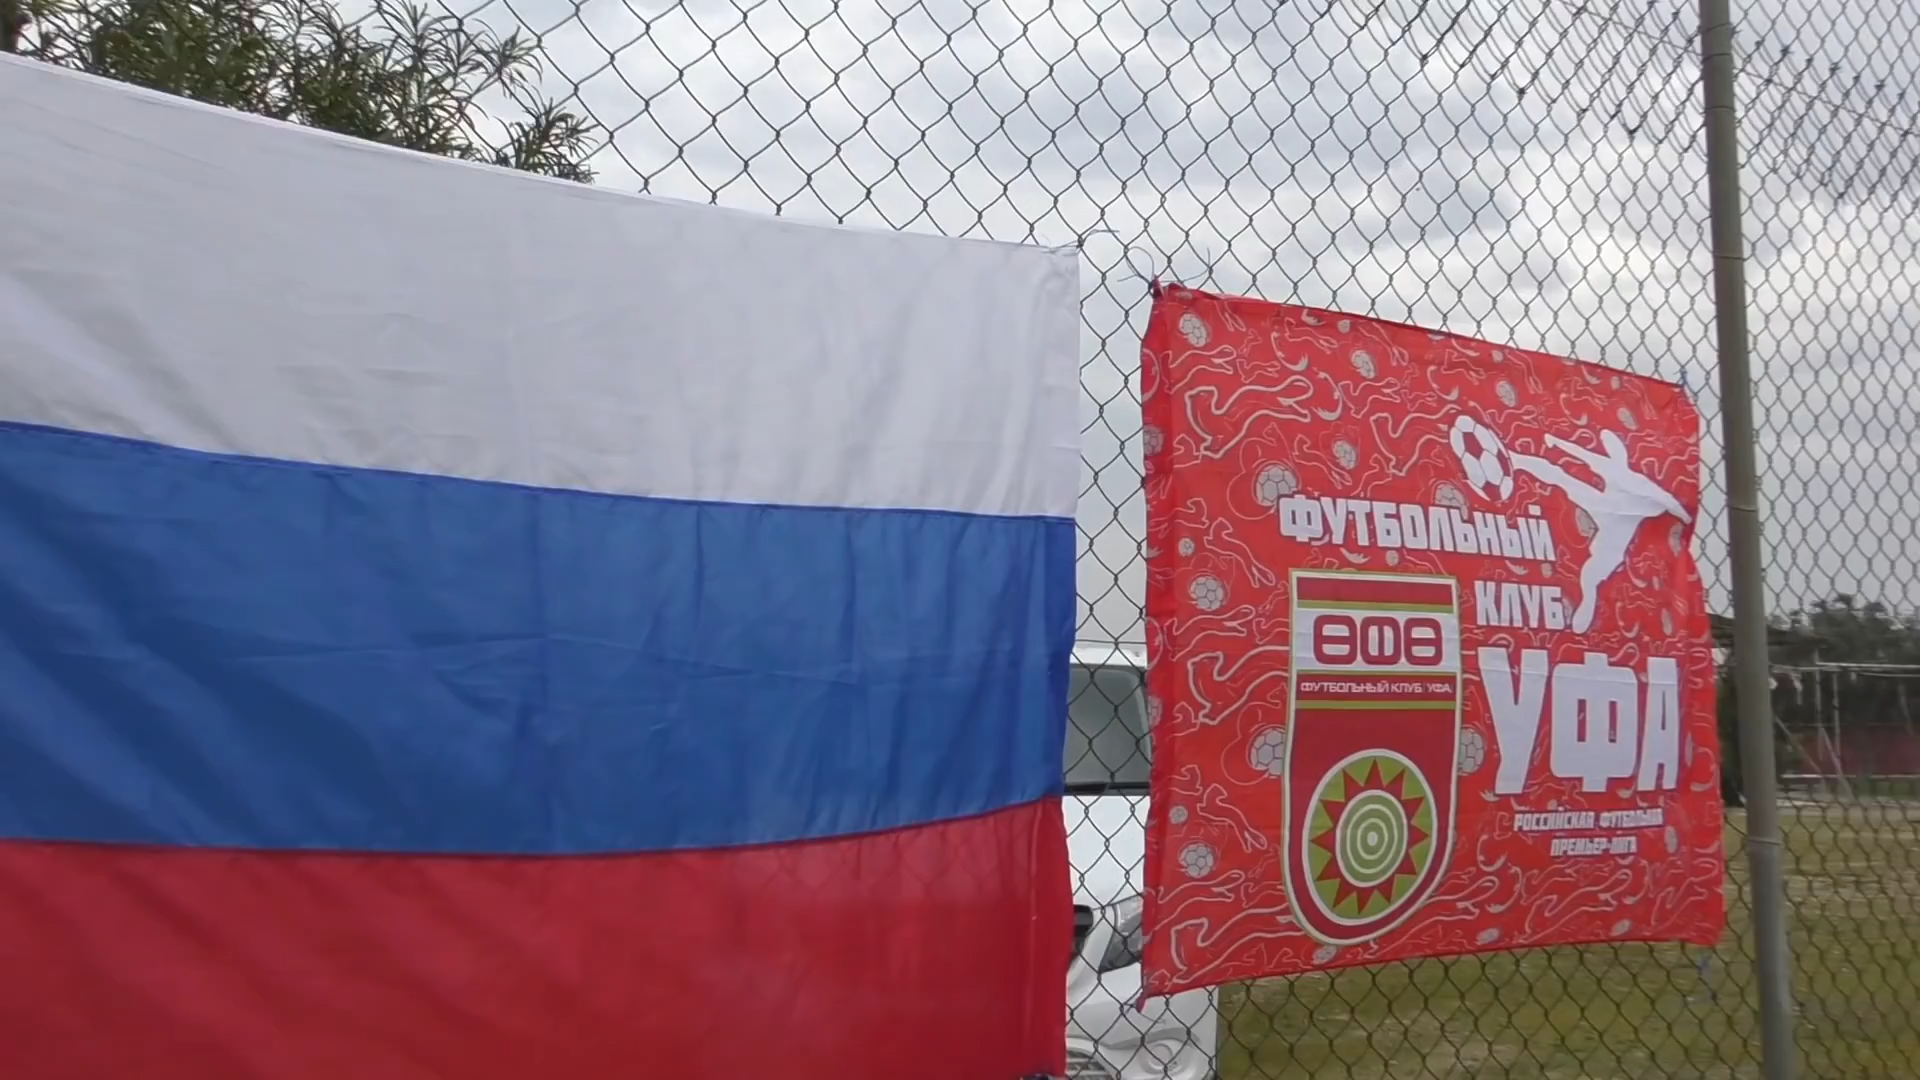 ФУТБОЛЬНЫЙ
КЛУБ
УФА
РОССИЙСКАЯ ФУТБОЛЬНАЯ
ПРЕМЬЕР-ЛИГА
ӨФӨ
ФУТБОЛЬНЫЙ КЛУБ УФА